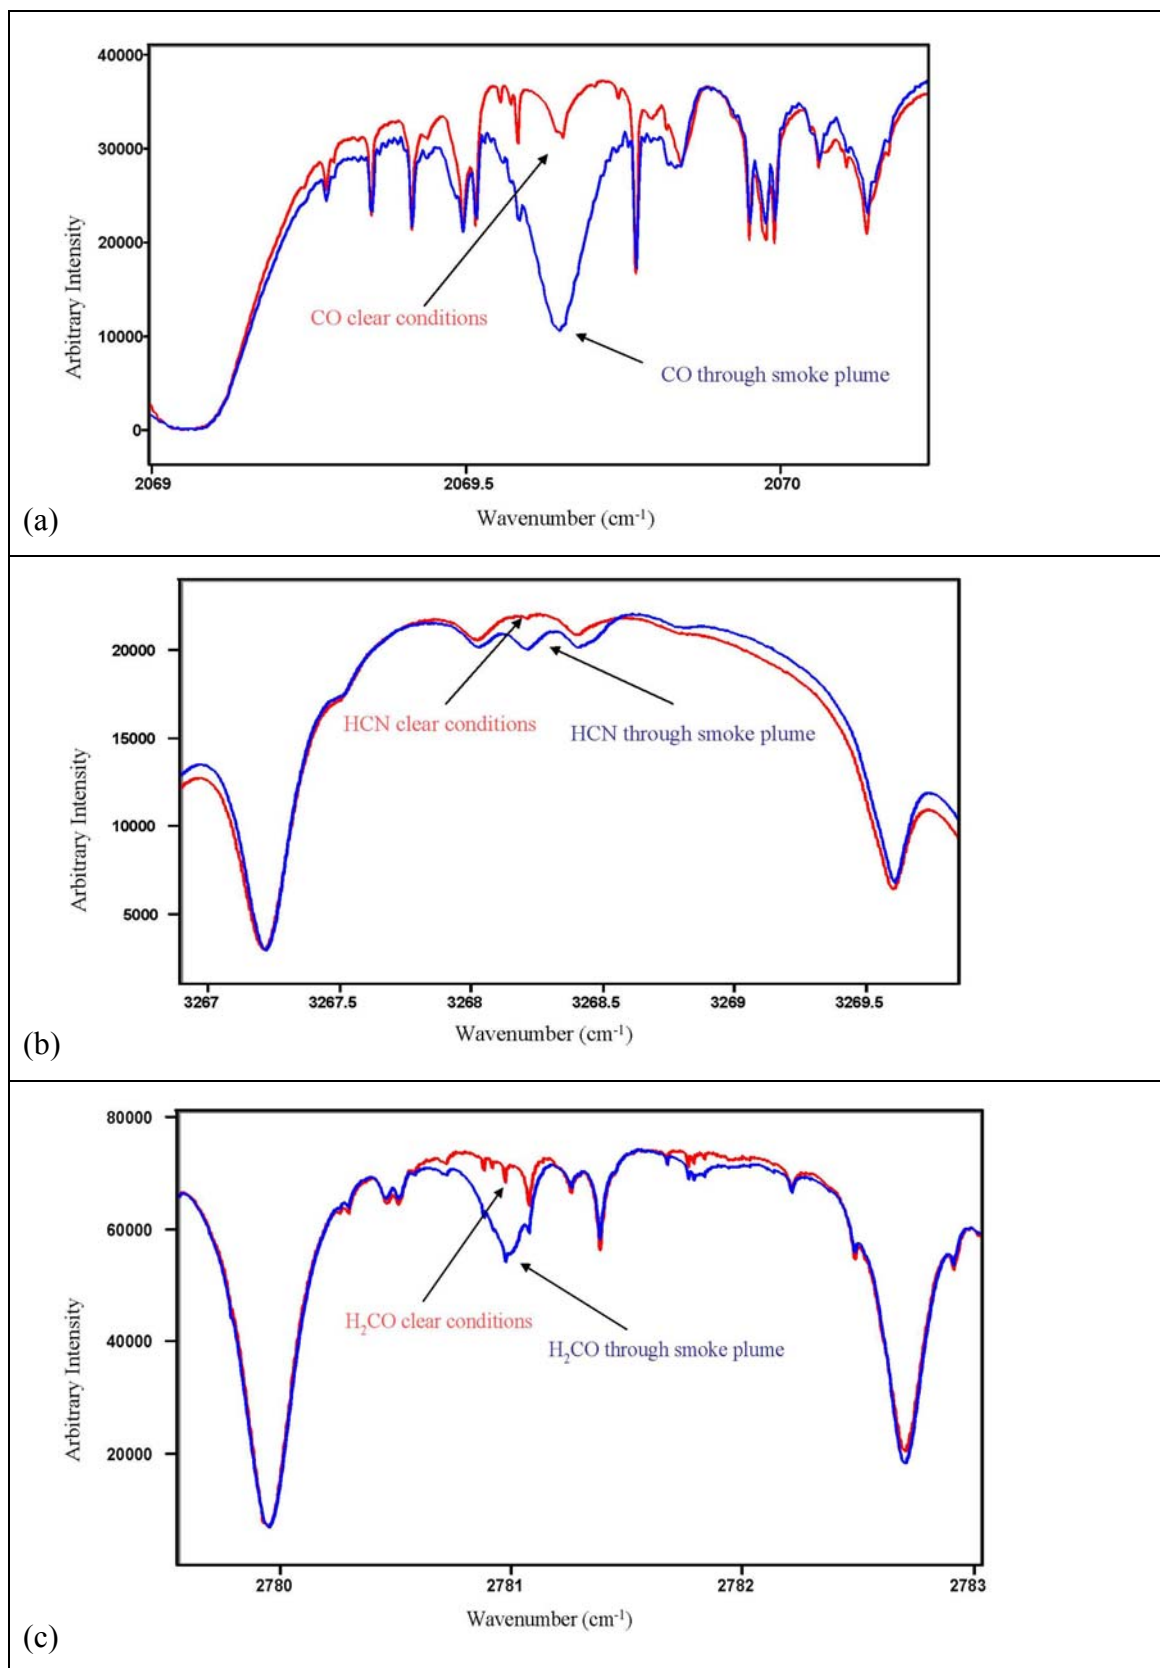 40000
30000
20000
10000
0
Arbitrary Intensity
CO clear conditions
CO through smoke plume
2069
2069.5
2070
Wavenumber (cm-1)
(a)
20000
15000
10000
5000
Arbitrary Intensity
HCN clear conditions
HCN through smoke plume
3267
3267.5
3268
3268.5
3269
3269.5
Wavenumber (cm-1)
(b)
80000
60000
40000
20000
Arbitrary Intensity
H2CO clear conditions
H2CO through smoke plume
2780
2781
2782
2783
Wavenumber (cm-1)
(c)